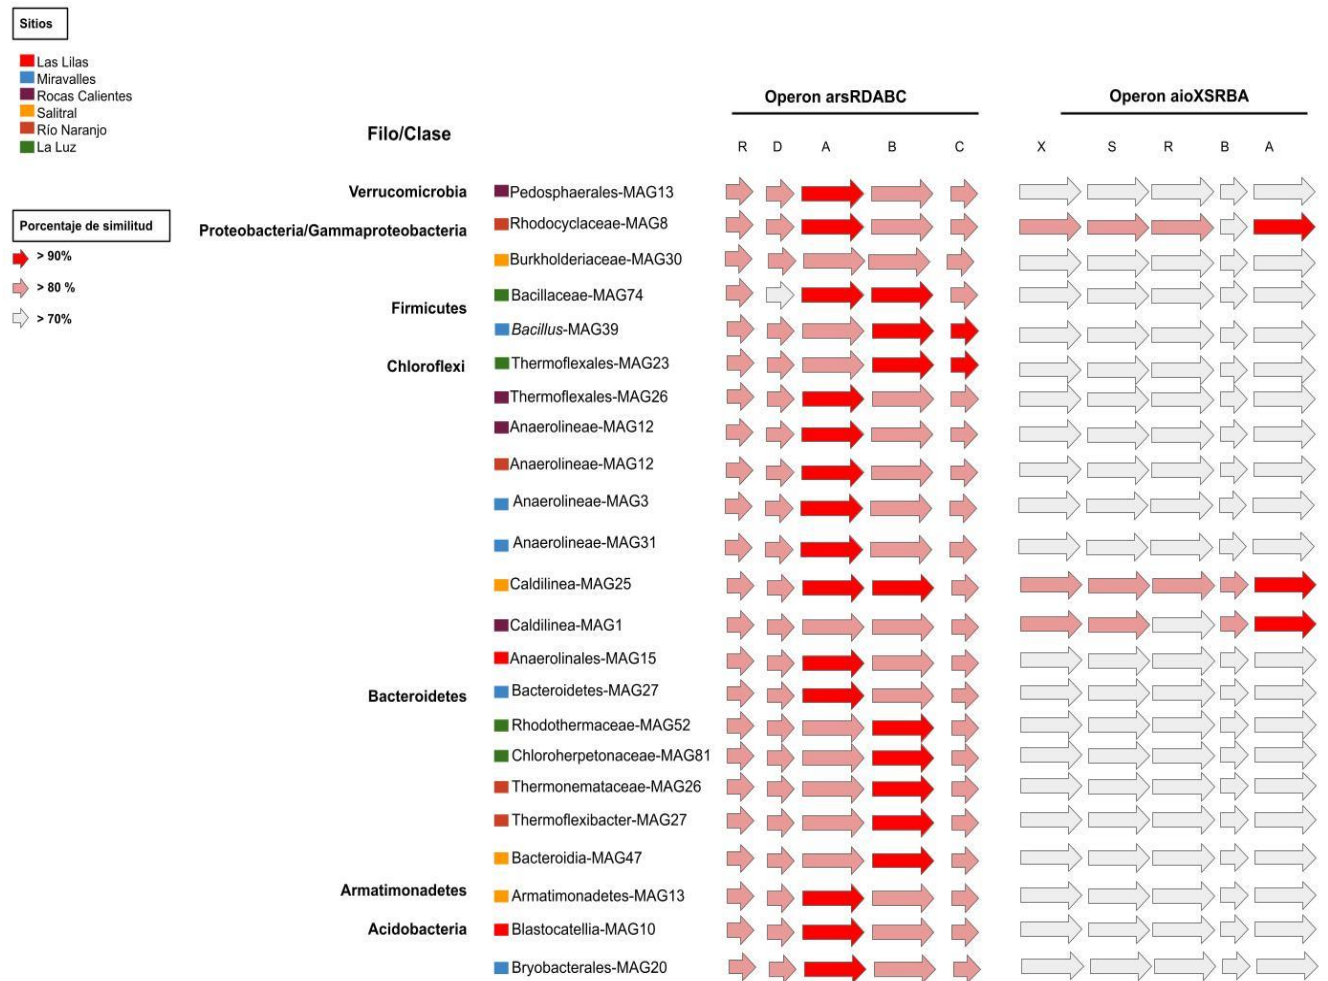 Sitios
Las Lilas
Miravalles
Rocas Calientes
Salitral
Río Naranjo
La Luz
Porcentaje de similitud
> 90%
> 80 %
> 70%
Filo/Clase
Operon arsRDABC
Operon aioXSRBA
R D A B C X S R B A
Verrucomicrobia Pedosphaerales-MAG13
Proteobacteria/Gammaproteobacteria Rhodocyclaceae-MAG8
Burkholderiaceae-MAG30
Firmicutes Bacillaceae-MAG74
Bacillus-MAG39
Chloroflexi Thermoflexales-MAG23
Thermoflexales-MAG26
Anaerolineae-MAG12
Anaerolineae-MAG12
Anaerolineae-MAG3
Anaerolineae-MAG31
Caldilinea-MAG25
Caldilinea-MAG1
Anaerolinales-MAG15
Bacteroidetes Bacteroidetes-MAG27
Rhodothermaceae-MAG52
Chloroherpetonaceae-MAG81
Thermonemataceae-MAG26
Thermoflexibacter-MAG27
Bacteroidia-MAG47
Armatimonadetes Armatimonadetes-MAG13
Acidobacteria Blastocatellia-MAG10
Bryobacterales-MAG20